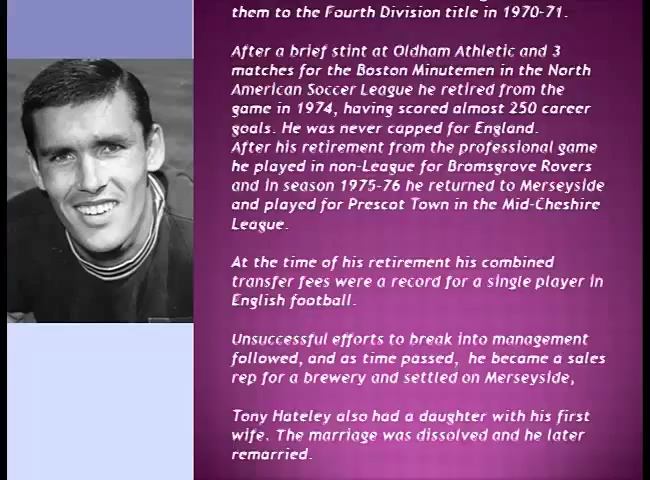 them to the Fourth Division title in 1970-71.
After a brief stint at Oldham Athletic and 3
matches for the Boston Minutemen in the North
American Soccer League he retired from the
game in 1974, having scored almost 250 career
goals. He was never capped for England.
After his retirement from the professional game
he played in non-League for Bromsgrove Rovers
and in season 1975-76 he returned to Merseyside
and played for Prescot Town in the Mid-Cheshire
League.
At the time of his retirement his combined
transfer fees were a record for a single player in
English football.
Unsuccessful efforts to break into management
followed, and as time passed, he became a sales
rep for a brewery and settled on Merseyside,
Tony Hateley also had a daughter with his first
wife. The marriage was dissolved and he later
remarried.